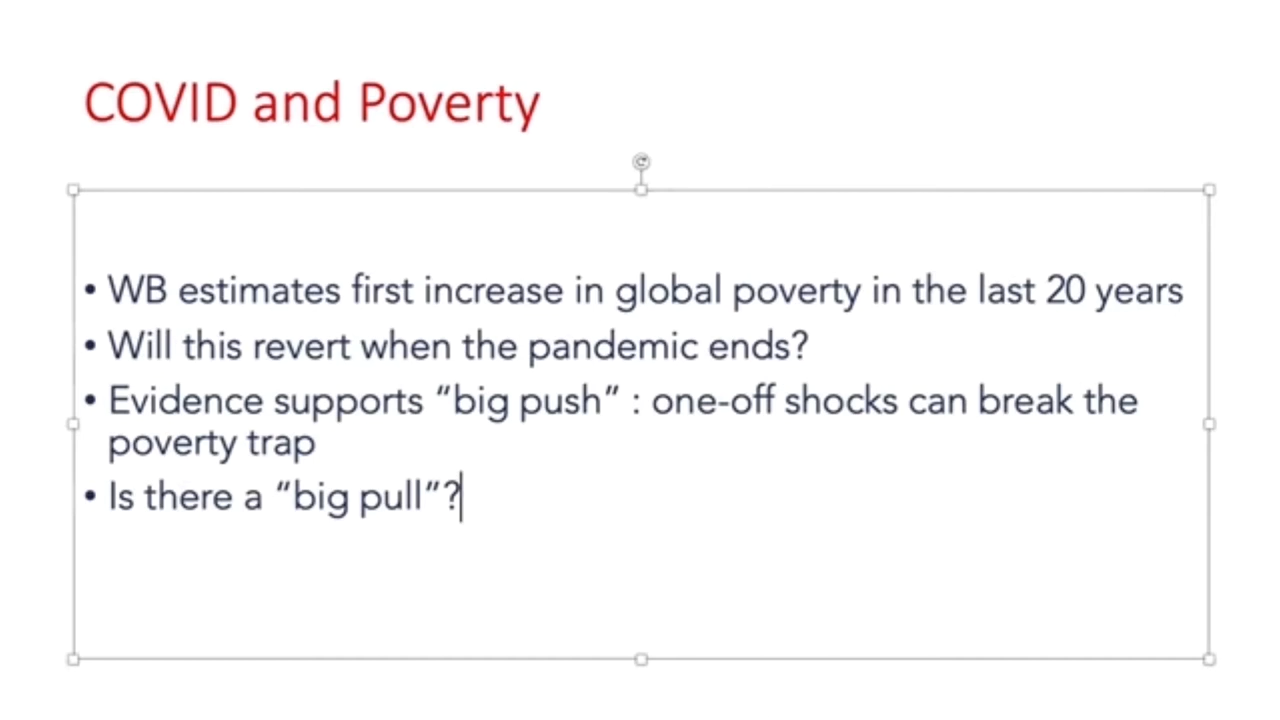 COVID and Poverty
• WB estimates first increase in global poverty in the last 20 years
• Will this revert when the pandemic ends?
• Evidence supports “big push” : one-off shocks can break the
poverty trap
• Is there a “big pull”?